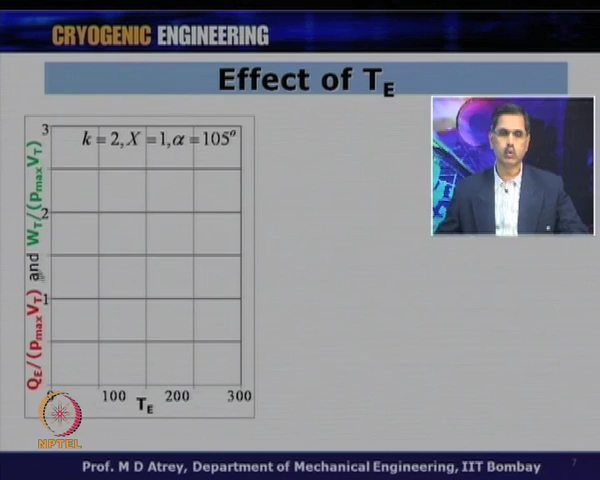 CRYOGENIC ENGINEERING
Effect of T_E
k = 2, X = 1, α = 105°
3
2
1
Q_E/(p_max V_T) and W_T/(p_max V_T)
100 200 300
T_E
NPTEL
Prof. M D Atrey, Department of Mechanical Engineering, IIT Bombay
7